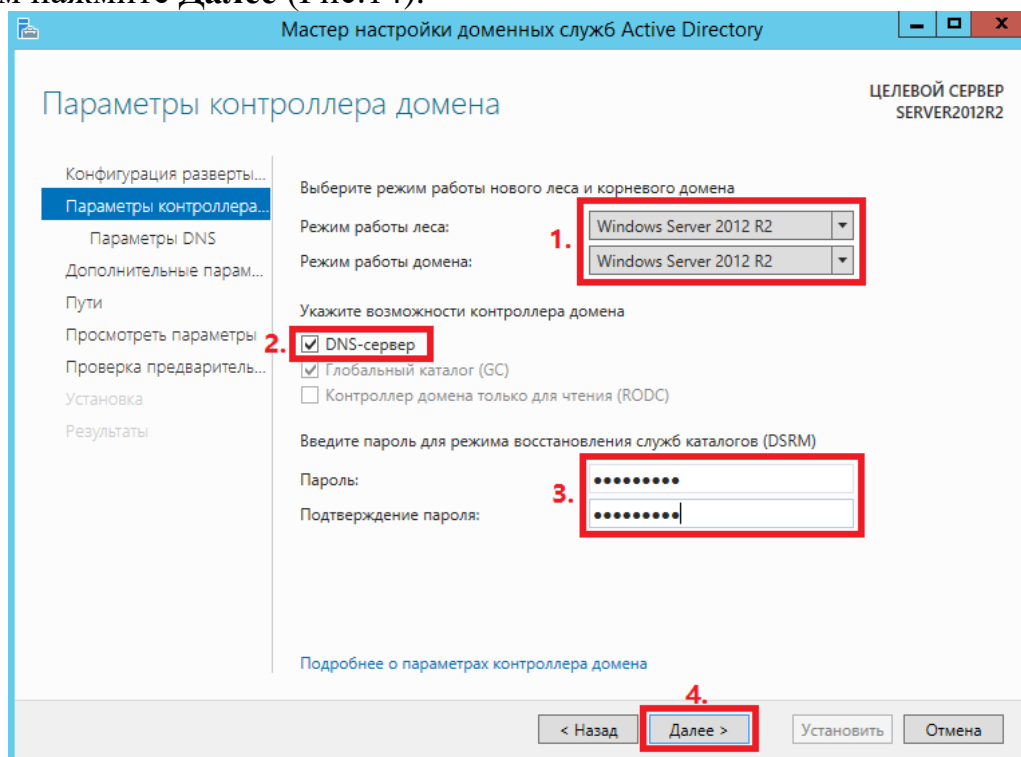 м нажмите Далее (Рис.14).
Мастер настройки доменных служб Active Directory
Параметры контроллера домена
ЦЕЛЕВОЙ СЕРВЕР
SERVER2012R2
Конфигурация разверты...
Параметры контроллера...
Параметры DNS
Дополнительные парам...
Пути
Просмотреть параметры
Проверка предваритель...
Установка
Результаты
Выберите режим работы нового леса и корневого домена
1.
Режим работы леса: Windows Server 2012 R2
Режим работы домена: Windows Server 2012 R2
Укажите возможности контроллера домена
2. DNS-сервер
Глобальный каталог (GC)
Контроллер домена только для чтения (RODC)
Введите пароль для режима восстановления служб каталогов (DSRM)
3.
Пароль: •••••••••
Подтверждение пароля: •••••••••
Подробнее о параметрах контроллера домена
4.
< Назад Далее > Установить Отмена